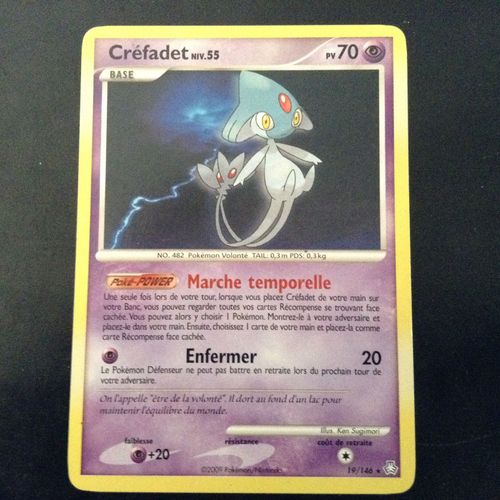 Créfadet NIV.55 PV 70
BASE
NO. 482 Pokémon Volonté TAIL: 0,3 m PDS: 0,3 kg
Poké-POWER Marche temporelle
Une seule fois lors de votre tour, lorsque vous placez Créfadet de votre main sur
votre Banc, vous pouvez regarder toutes vos cartes Récompense se trouvant face
cachée. Vous pouvez alors y choisir 1 Pokémon. Montrez-le à votre adversaire et
placez-le dans votre main. Ensuite, choisissez 1 carte de votre main et placez-la comme
carte Récompense face cachée.
Enfermer 20
Le Pokémon Défenseur ne peut pas battre en retraite lors du prochain tour de
votre adversaire.
On l'appelle "être de la volonté". Il dort au fond d'un lac pour
maintenir l'équilibre du monde.
Illus. Ken Sugimori
faiblesse résistance coût de retraite
+20
©2009 Pokémon/Nintendo 19/146